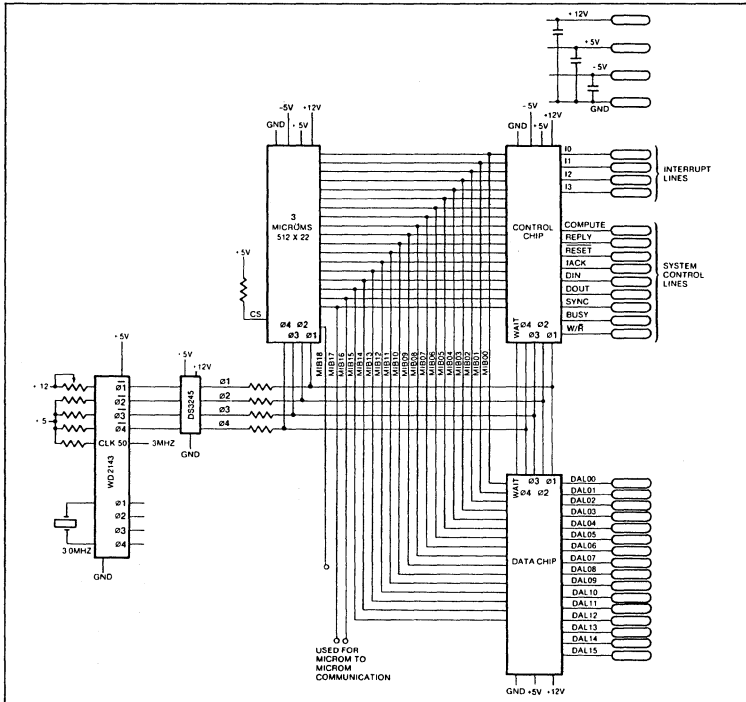 +12V
+5V
-5V
GND
-5V
+12V
GND
+5V
-5V
+12V
GND
+5V
I0
I1
I2
I3
INTERRUPT
LINES
3
MICROMS
512 X 22
CONTROL
CHIP
COMPUTE
REPLY
RESET
IACK
DIN
DOUT
SYNC
BUSY
W/R
SYSTEM
CONTROL
LINES
+5V
CS
Ø4 Ø2
Ø3 Ø1
WAIT
Ø4 Ø2
Ø3 Ø1
MIB18
MIB17
MIB16
MIB15
MIB14
MIB13
MIB12
MIB11
MIB10
MIB09
MIB08
MIB07
MIB06
MIB05
MIB04
MIB03
MIB02
MIB01
MIB00
+5V
+5V
+12V
+12
+5
Ø1
Ø2
Ø3
Ø4
CLK 50
3MHZ
WD2143
DS3245
GND
Ø1
Ø2
Ø3
Ø4
Ø1
Ø2
Ø3
Ø4
3.0MHZ
GND
WAIT
Ø3 Ø1
Ø4 Ø2
DATA CHIP
DAL00
DAL01
DAL02
DAL03
DAL04
DAL05
DAL06
DAL07
DAL08
DAL09
DAL10
DAL11
DAL12
DAL13
DAL14
DAL15
USED FOR
MICROM TO
MICROM
COMMUNICATION
GND +5V +12V